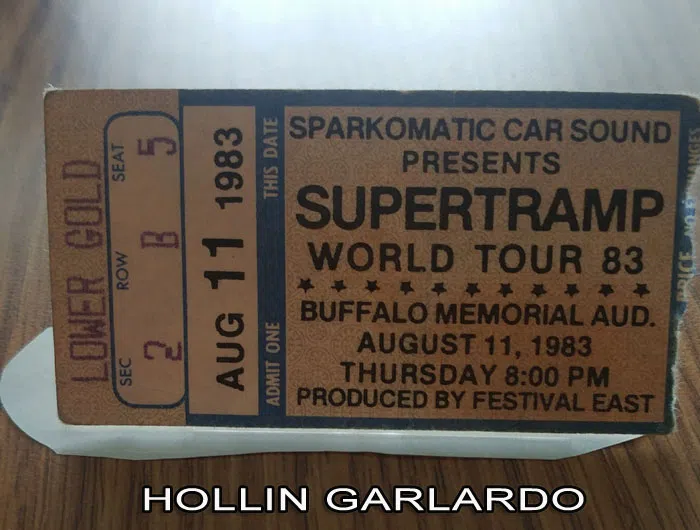 LOWER GOLD
SEC 2 ROW B SEAT 5
AUG 11 1983
ADMIT ONE THIS DATE
SPARKOMATIC CAR SOUND
PRESENTS
SUPERTRAMP
WORLD TOUR 83
★ ★ ★ ★ ★ ★ ★ ★ ★ ★ ★
BUFFALO MEMORIAL AUD.
AUGUST 11, 1983
THURSDAY 8:00 PM
PRODUCED BY FESTIVAL EAST
PRICE
HOLLIN GARLARDO